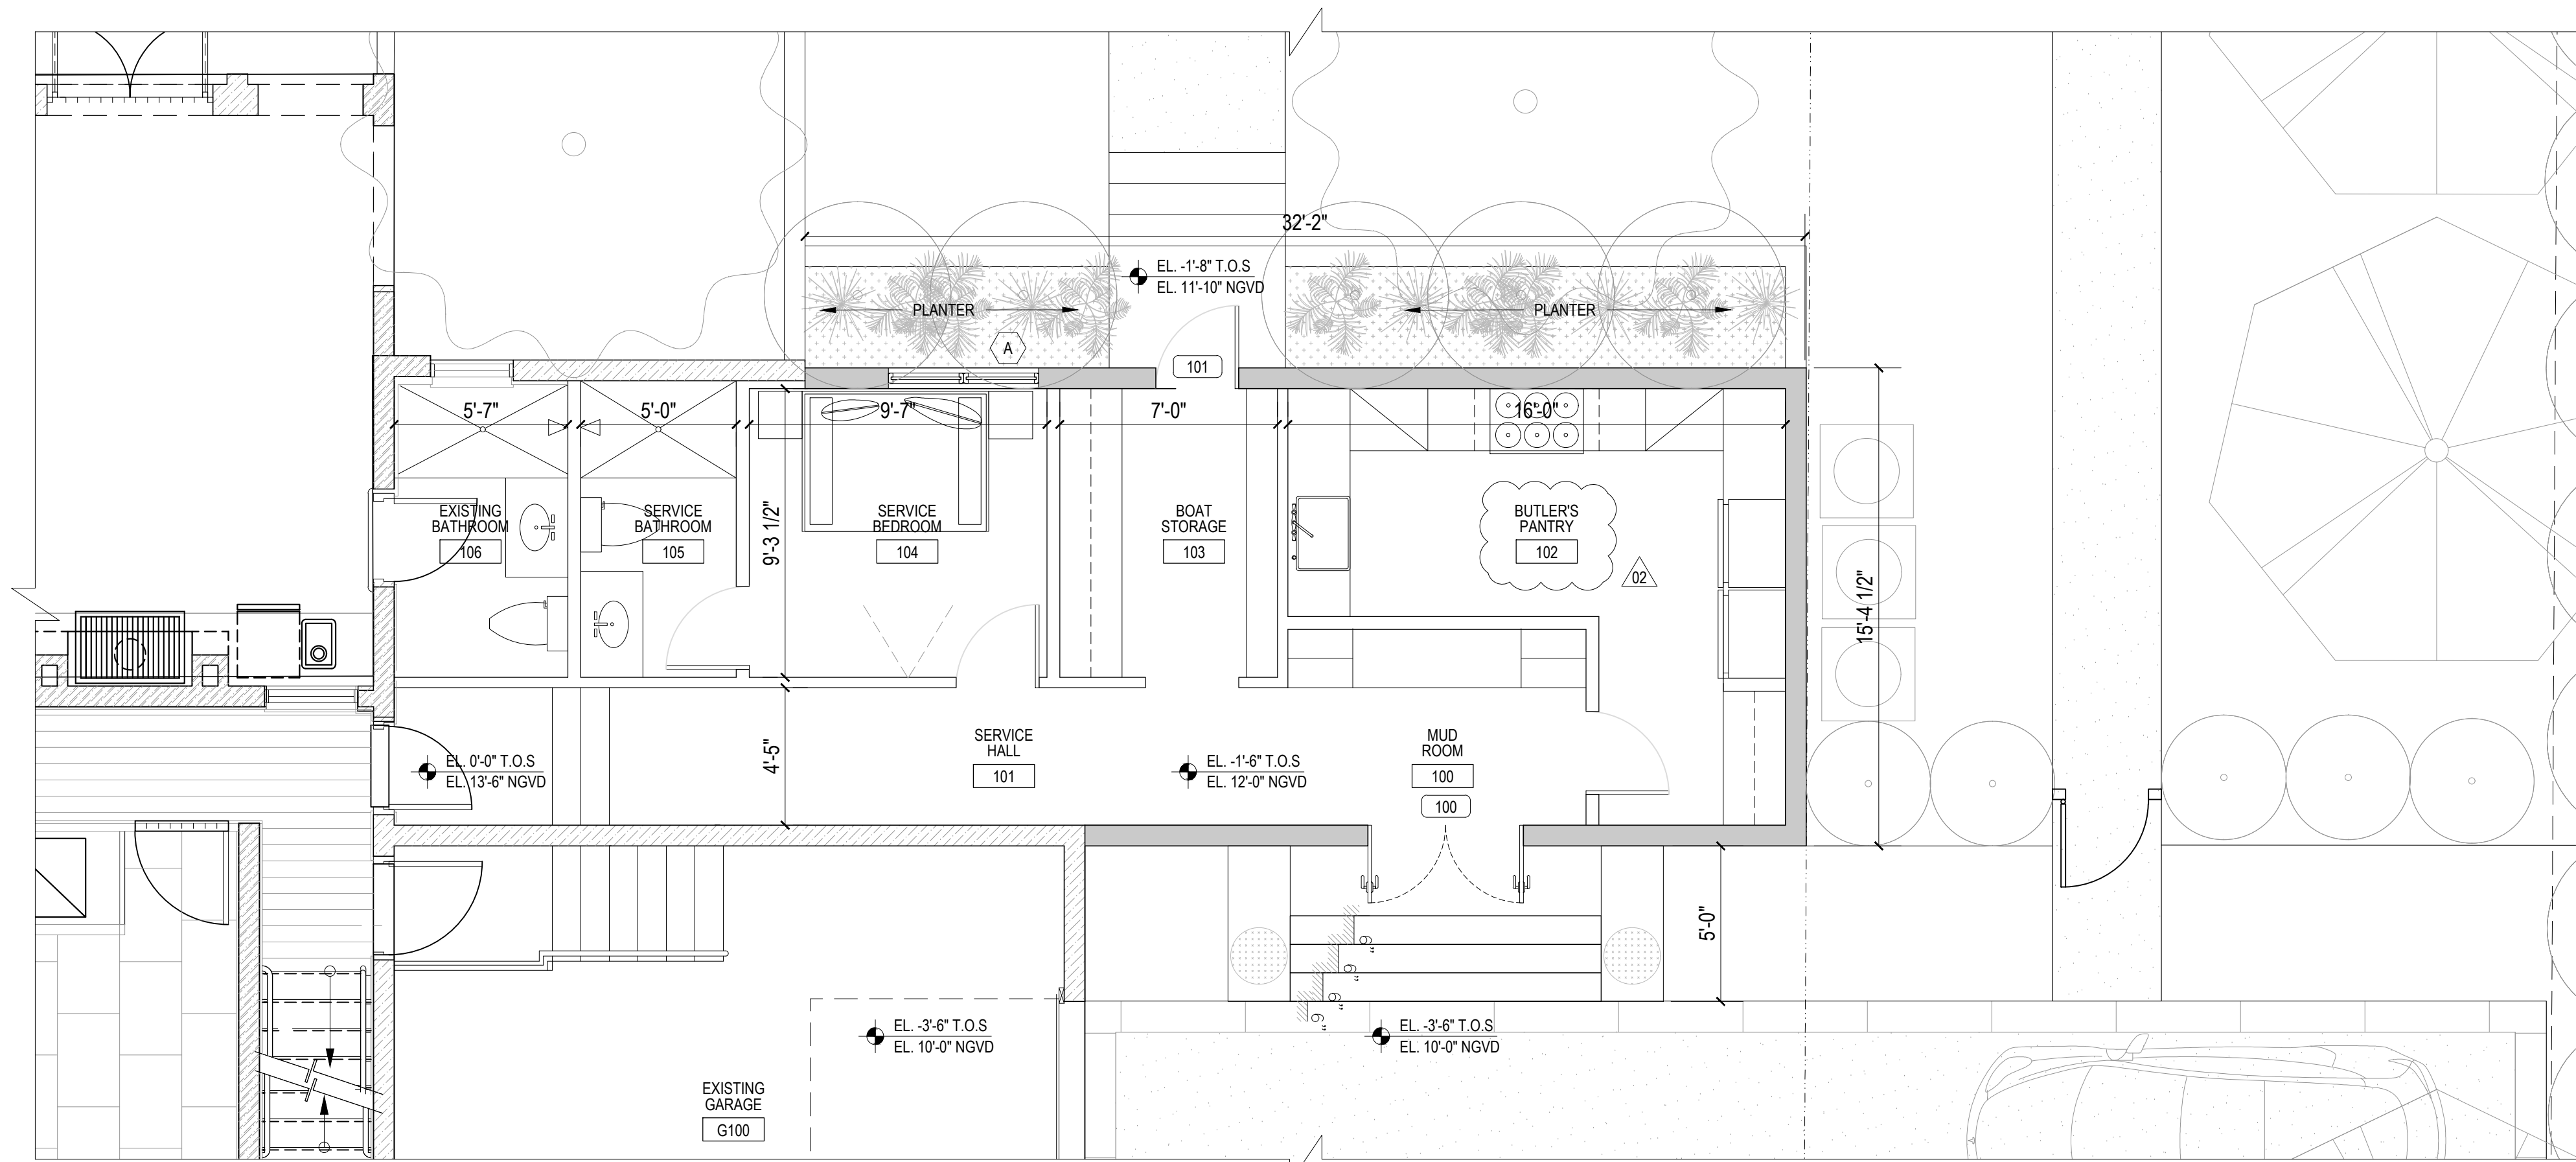 32'-2"
EL. -1'-8" T.O.S
EL. 11'-10" NGVD
PLANTER
PLANTER
A
101
5'-7"
5'-0"
9'-7"
7'-0"
16'-0"
EXISTING
BATHROOM
106
SERVICE
BATHROOM
105
9'-3 1/2"
SERVICE
BEDROOM
104
BOAT
STORAGE
103
BUTLER'S
PANTRY
102
02
15'-4 1/2"
EL. 0'-0" T.O.S
EL. 13'-6" NGVD
4'-5"
SERVICE
HALL
101
EL. -1'-6" T.O.S
EL. 12'-0" NGVD
MUD
ROOM
100
100
5'-0"
6"
6"
6"
6"
EL. -3'-6" T.O.S
EL. 10'-0" NGVD
EL. -3'-6" T.O.S
EL. 10'-0" NGVD
EXISTING
GARAGE
G100